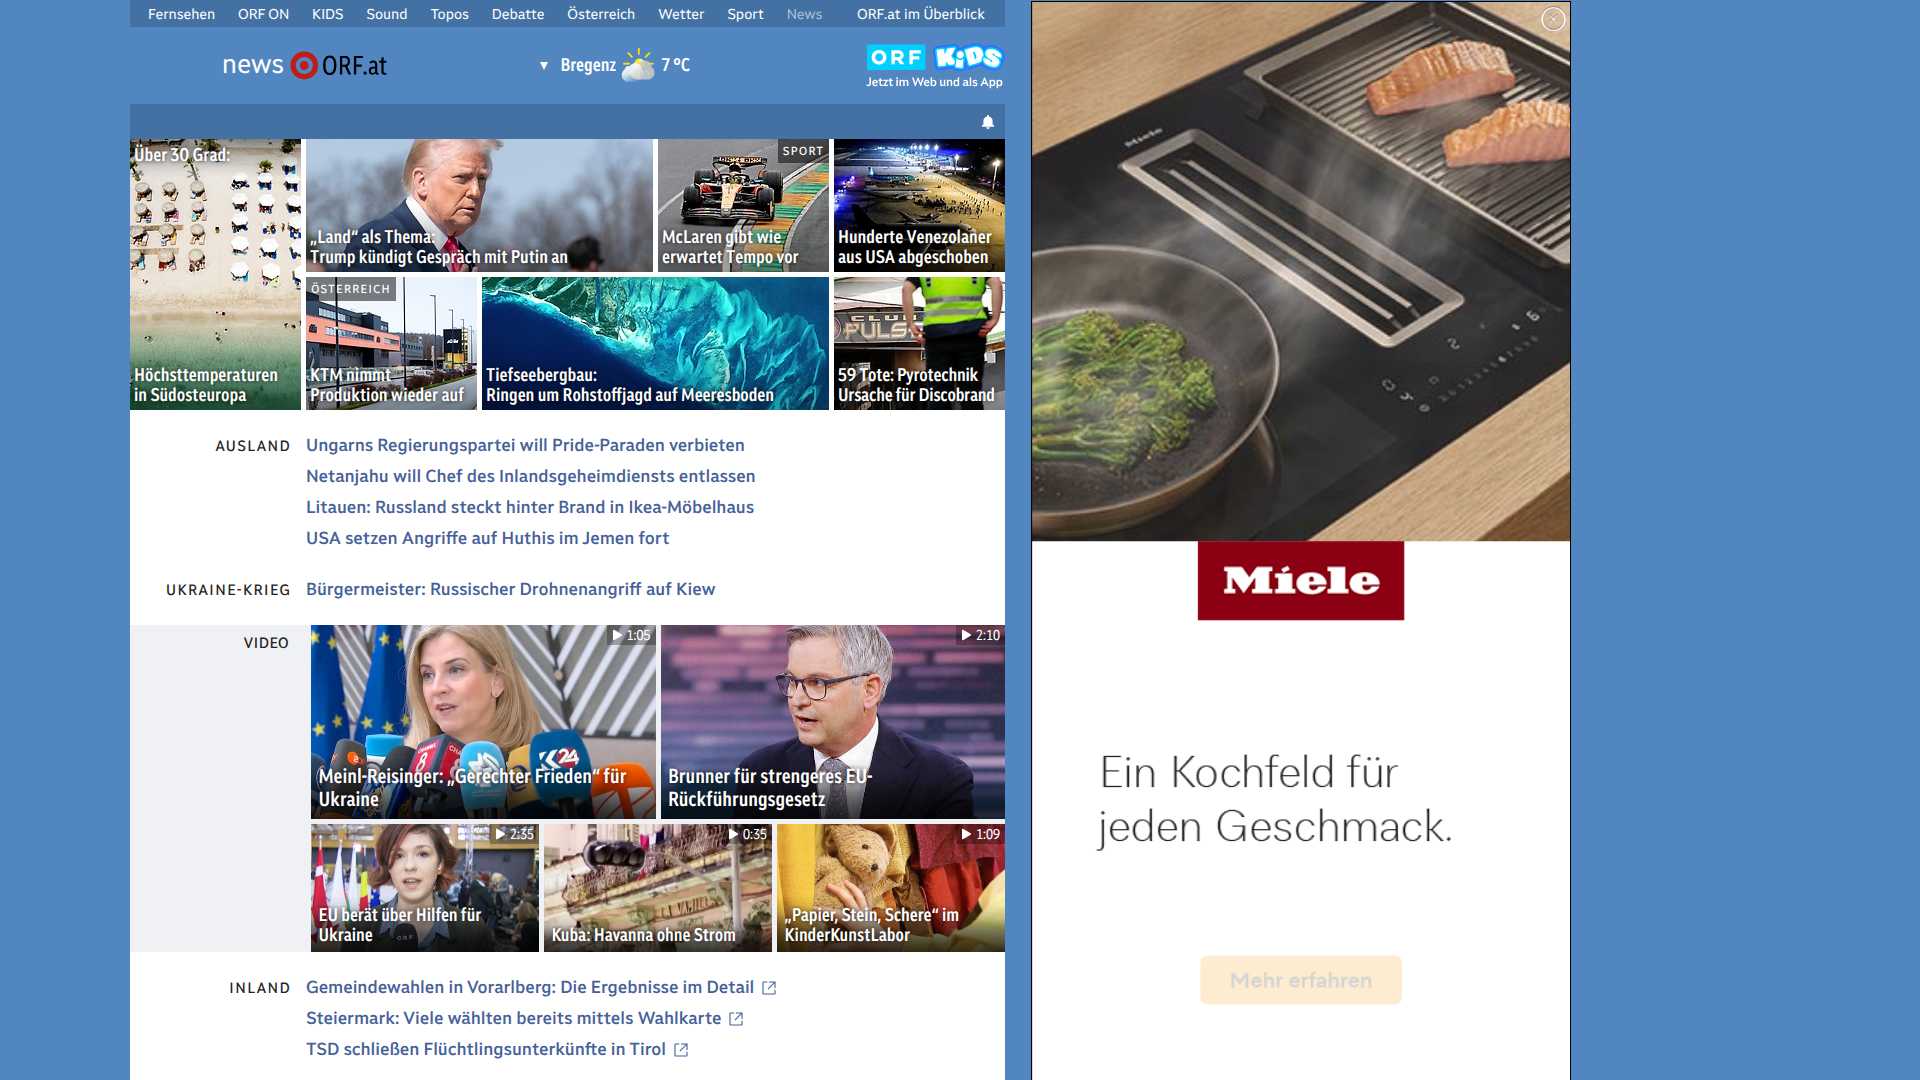 Fernsehen ORF ON KIDS Sound Topos Debatte Österreich Wetter Sport News ORF.at im Überblick
news ORF.at
▼ Bregenz 7 °C
ORF KiDS
Jetzt im Web und als App
Über 30 Grad:
Höchsttemperaturen
in Südosteuropa
„Land“ als Thema:
Trump kündigt Gespräch mit Putin an
SPORT
McLaren gibt wie
erwartet Tempo vor
Hunderte Venezolaner
aus USA abgeschoben
ÖSTERREICH
KTM nimmt
Produktion wieder auf
Tiefseebergbau:
Ringen um Rohstoffjagd auf Meeresboden
CLUB
PULS
59 Tote: Pyrotechnik
Ursache für Discobrand
AUSLAND
Ungarns Regierungspartei will Pride-Paraden verbieten
Netanjahu will Chef des Inlandsgeheimdiensts entlassen
Litauen: Russland steckt hinter Brand in Ikea-Möbelhaus
USA setzen Angriffe auf Huthis im Jemen fort
UKRAINE-KRIEG
Bürgermeister: Russischer Drohnenangriff auf Kiew
VIDEO
1:05
K24
Meinl-Reisinger: „Gerechter Frieden“ für
Ukraine
2:10
Brunner für strengeres EU-
Rückführungsgesetz
2:35
EU berät über Hilfen für
Ukraine
0:35
Kuba: Havanna ohne Strom
1:09
„Papier, Stein, Schere“ im
KinderKunstLabor
INLAND
Gemeindewahlen in Vorarlberg: Die Ergebnisse im Detail
Steiermark: Viele wählten bereits mittels Wahlkarte
TSD schließen Flüchtlingsunterkünfte in Tirol
Miele
Miele
Ein Kochfeld für
jeden Geschmack.
Mehr erfahren